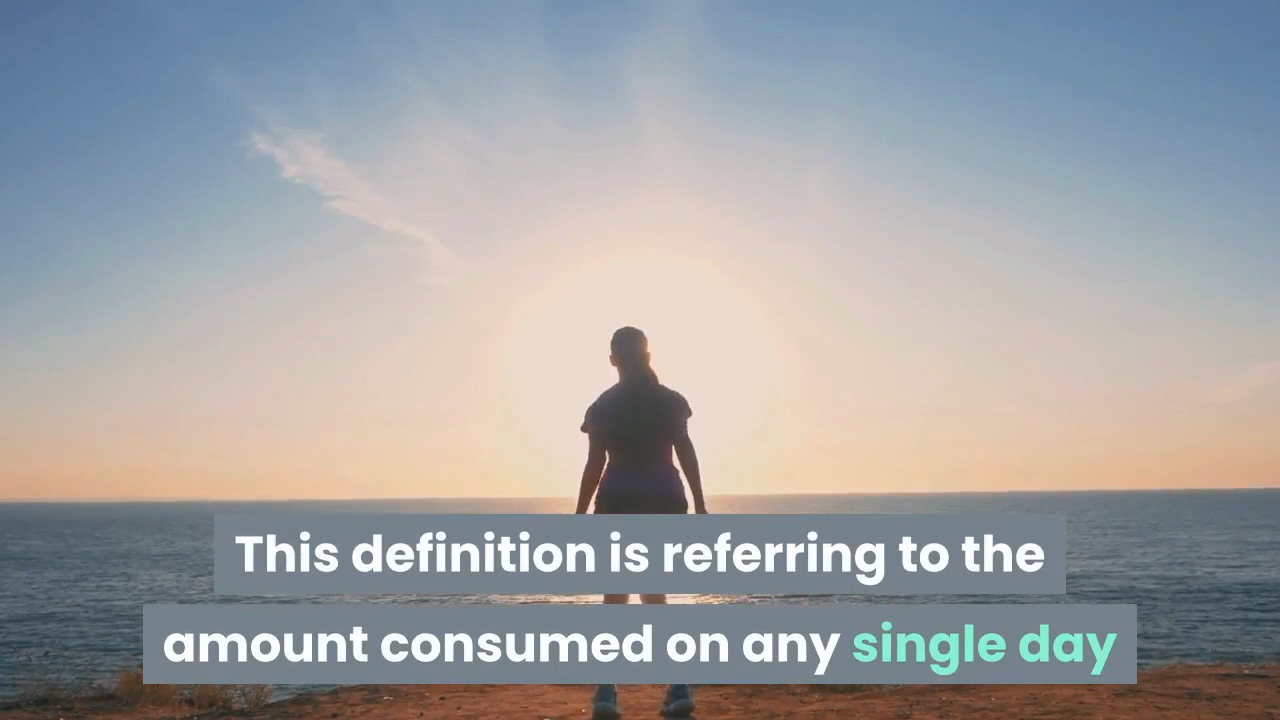 This definition is referring to the
amount consumed on any single day